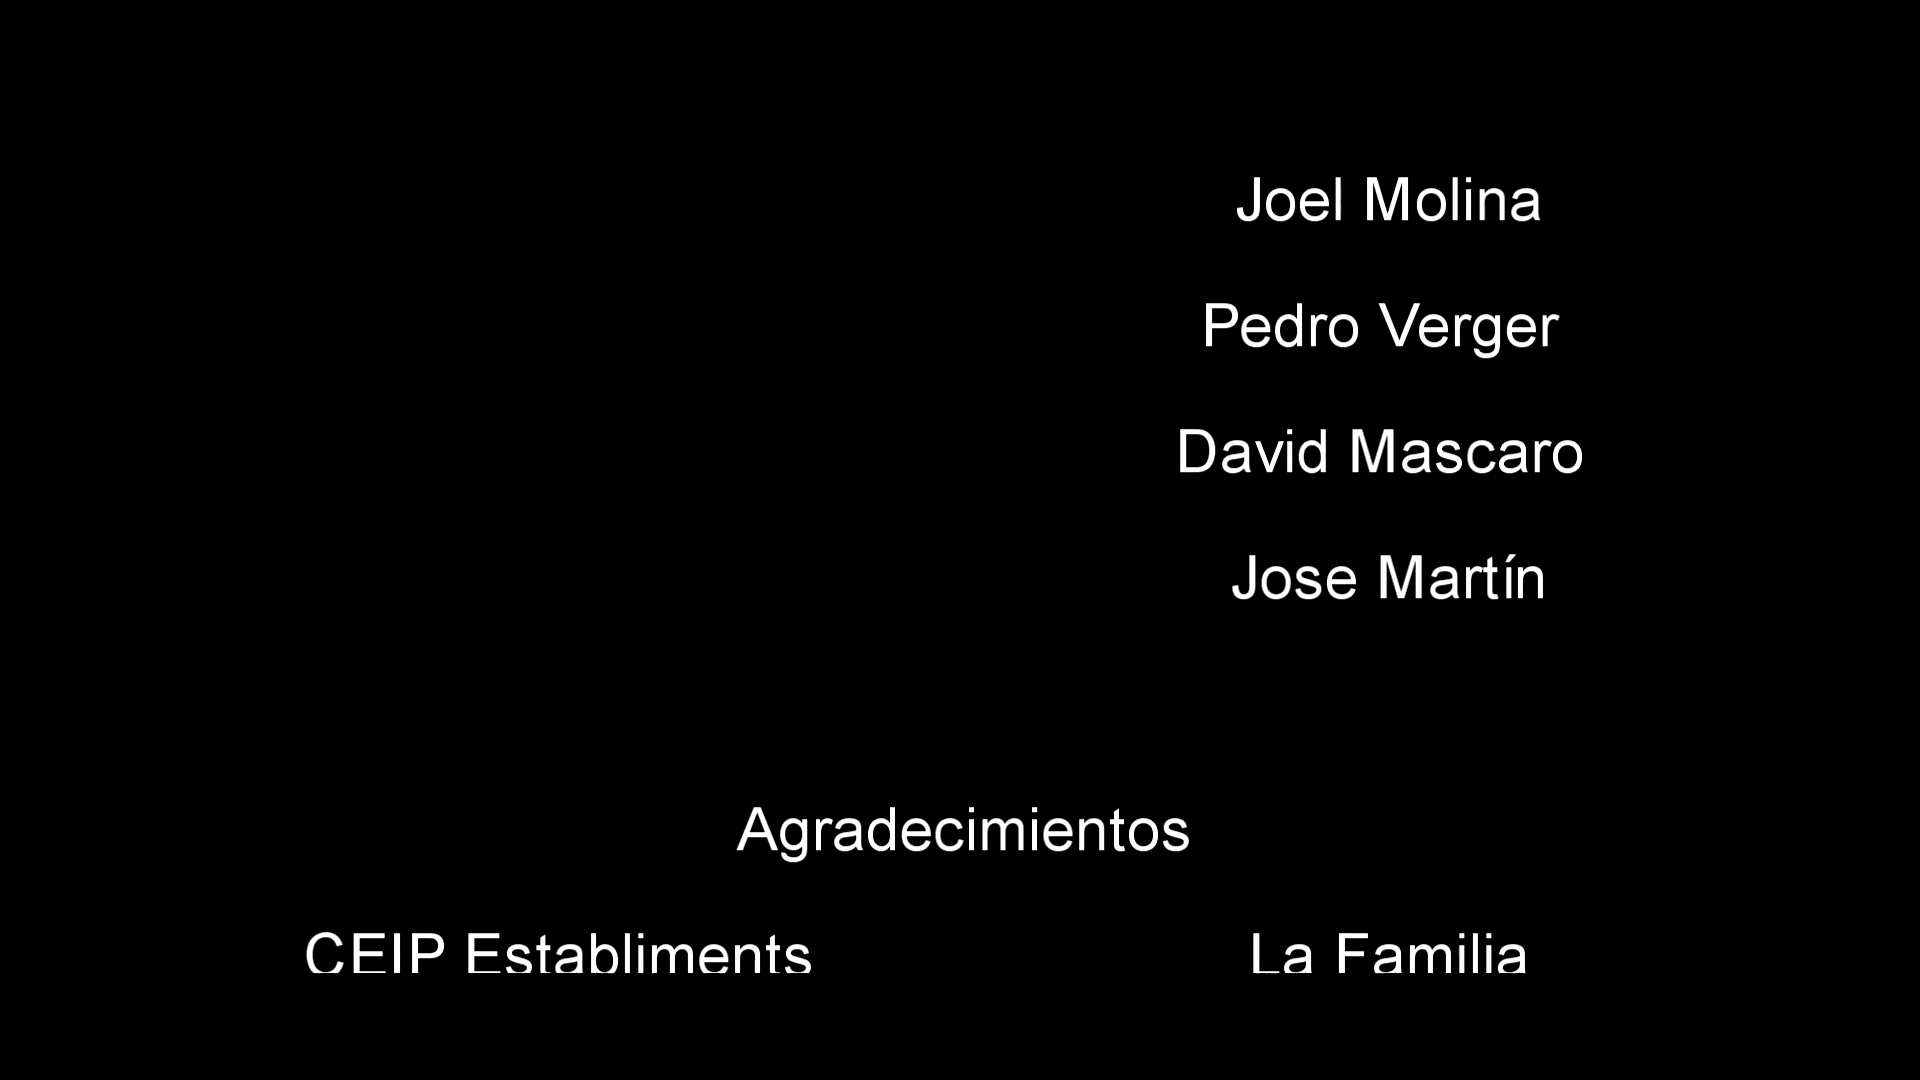 Joel Molina
Pedro Verger
David Mascaro
Jose Martín
Agradecimientos
CEIP Establiments La Familia